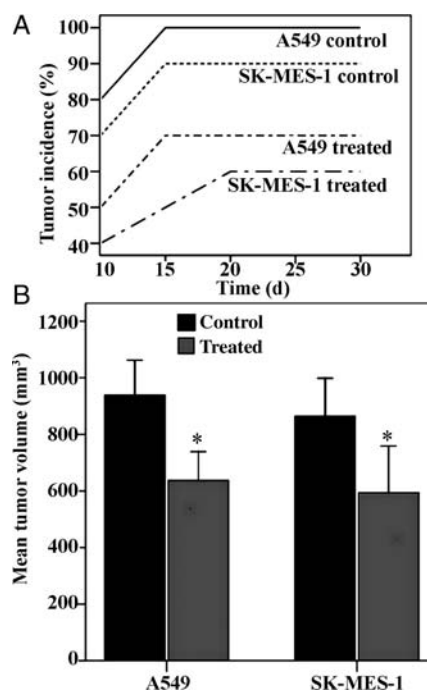 A
Tumor incidence (%)
100
90
80
70
60
50
40
A549 control
SK-MES-1 control
A549 treated
SK-MES-1 treated
10 15 20 25 30
Time (d)
B
Mean tumor volume (mm³)
1200
1000
800
600
400
200
0
Control
Treated
* *
A549 SK-MES-1